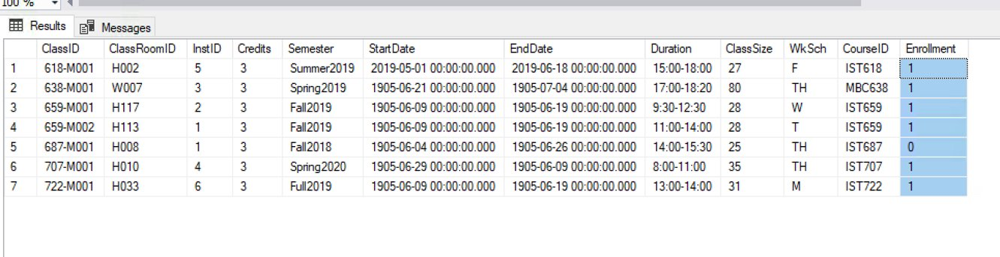 100 %
Results Messages
ClassID ClassRoomID InstID Credits Semester StartDate EndDate Duration ClassSize WkSch CourseID Enrollment
1 618-M001 H002 5 3 Summer2019 2019-05-01 00:00:00.000 2019-06-18 00:00:00.000 15:00-18:00 27 F IST618 1
2 638-M001 W007 3 3 Spring2019 1905-06-21 00:00:00.000 1905-07-04 00:00:00.000 17:00-18:20 80 TH MBC638 1
3 659-M001 H117 2 3 Fall2019 1905-06-09 00:00:00.000 1905-06-19 00:00:00.000 9:30-12:30 28 W IST659 1
4 659-M002 H113 1 3 Fall2019 1905-06-09 00:00:00.000 1905-06-19 00:00:00.000 11:00-14:00 28 T IST659 1
5 687-M001 H008 1 3 Fall2018 1905-06-04 00:00:00.000 1905-06-26 00:00:00.000 14:00-15:30 25 TH IST687 0
6 707-M001 H010 4 3 Spring2020 1905-06-29 00:00:00.000 1905-06-09 00:00:00.000 8:00-11:00 35 TH IST707 1
7 722-M001 H033 6 3 Full2019 1905-06-09 00:00:00.000 1905-06-19 00:00:00.000 13:00-14:00 31 M IST722 1